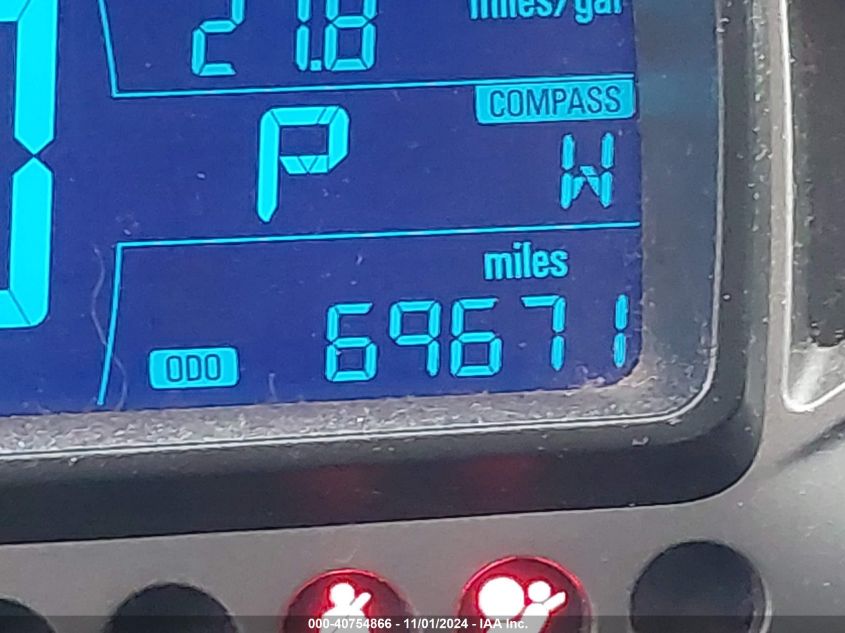 21.8 miles/gal
COMPASS
P W
miles
ODO 69671
000-40754866 - 11/01/2024 - IAA Inc.